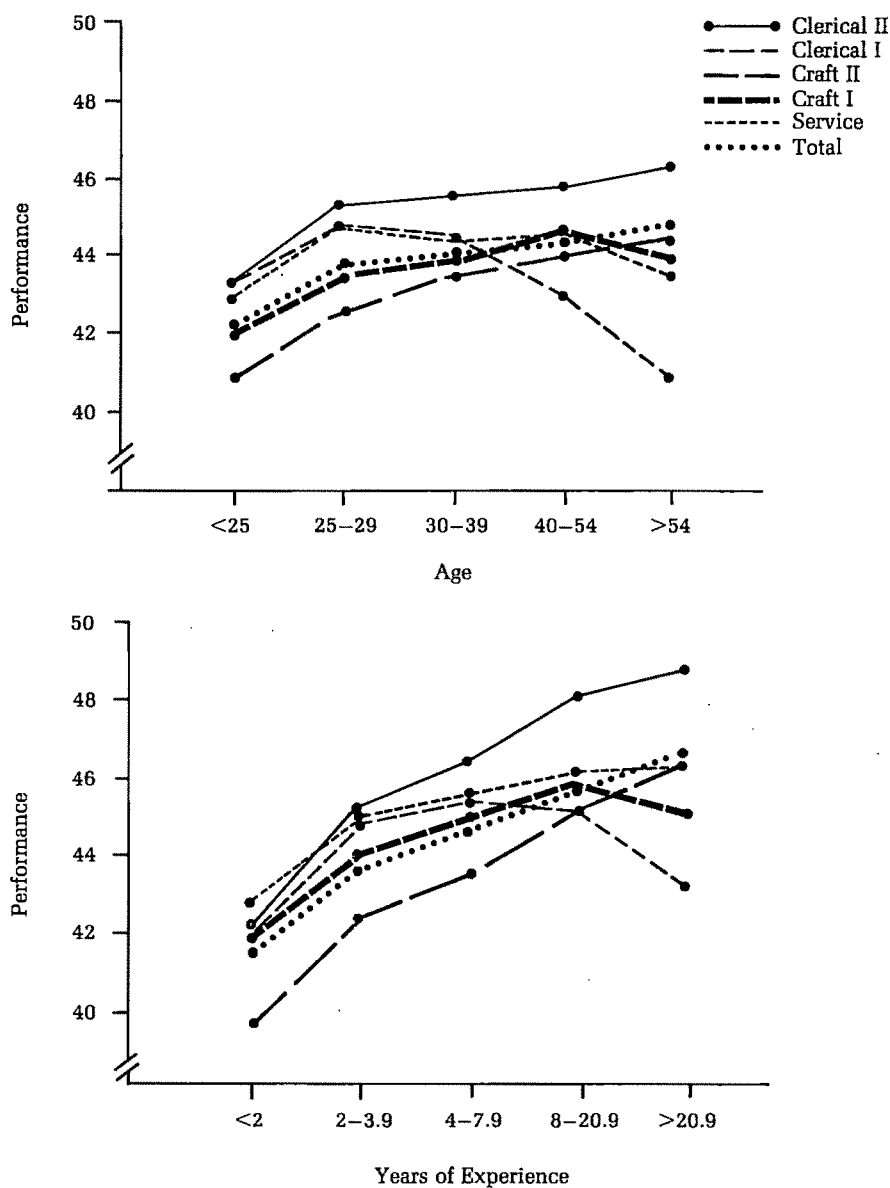 50
48
46
44
42
40
Performance
Clerical II
Clerical I
Craft II
Craft I
Service
Total
<25 25–29 30–39 40–54 >54
Age
50
48
46
44
42
40
Performance
<2 2–3.9 4–7.9 8–20.9 >20.9
Years of Experience